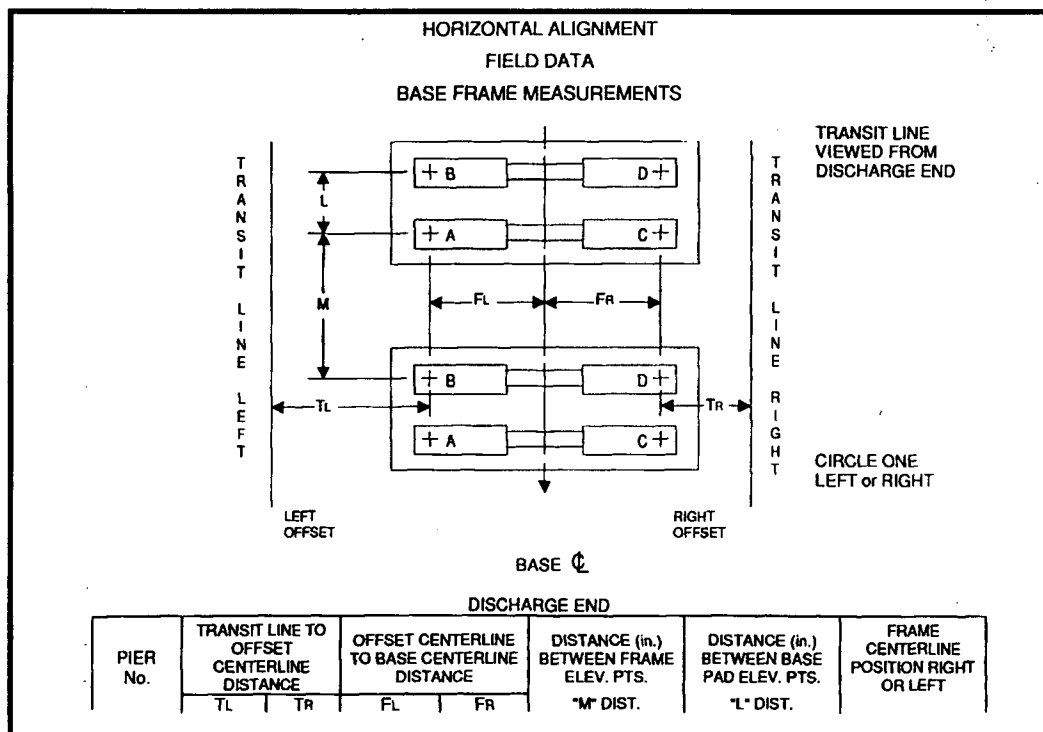 HORIZONTAL ALIGNMENT
FIELD DATA
BASE FRAME MEASUREMENTS
TRANSIT LINE
VIEWED FROM
DISCHARGE END
TRANSIT LINE LEFT
TRANSIT LINE RIGHT
B
D
L
A
C
M
FL
FR
B
D
TL
TR
A
C
CIRCLE ONE
LEFT or RIGHT
LEFT
OFFSET
RIGHT
OFFSET
BASE ℄
DISCHARGE END
PIER
No.
TRANSIT LINE TO
OFFSET
CENTERLINE
DISTANCE
TL
TR
OFFSET CENTERLINE
TO BASE CENTERLINE
DISTANCE
FL
FR
DISTANCE (in.)
BETWEEN FRAME
ELEV. PTS.
"M" DIST.
DISTANCE (in.)
BETWEEN BASE
PAD ELEV. PTS.
"L" DIST.
FRAME
CENTERLINE
POSITION RIGHT
OR LEFT